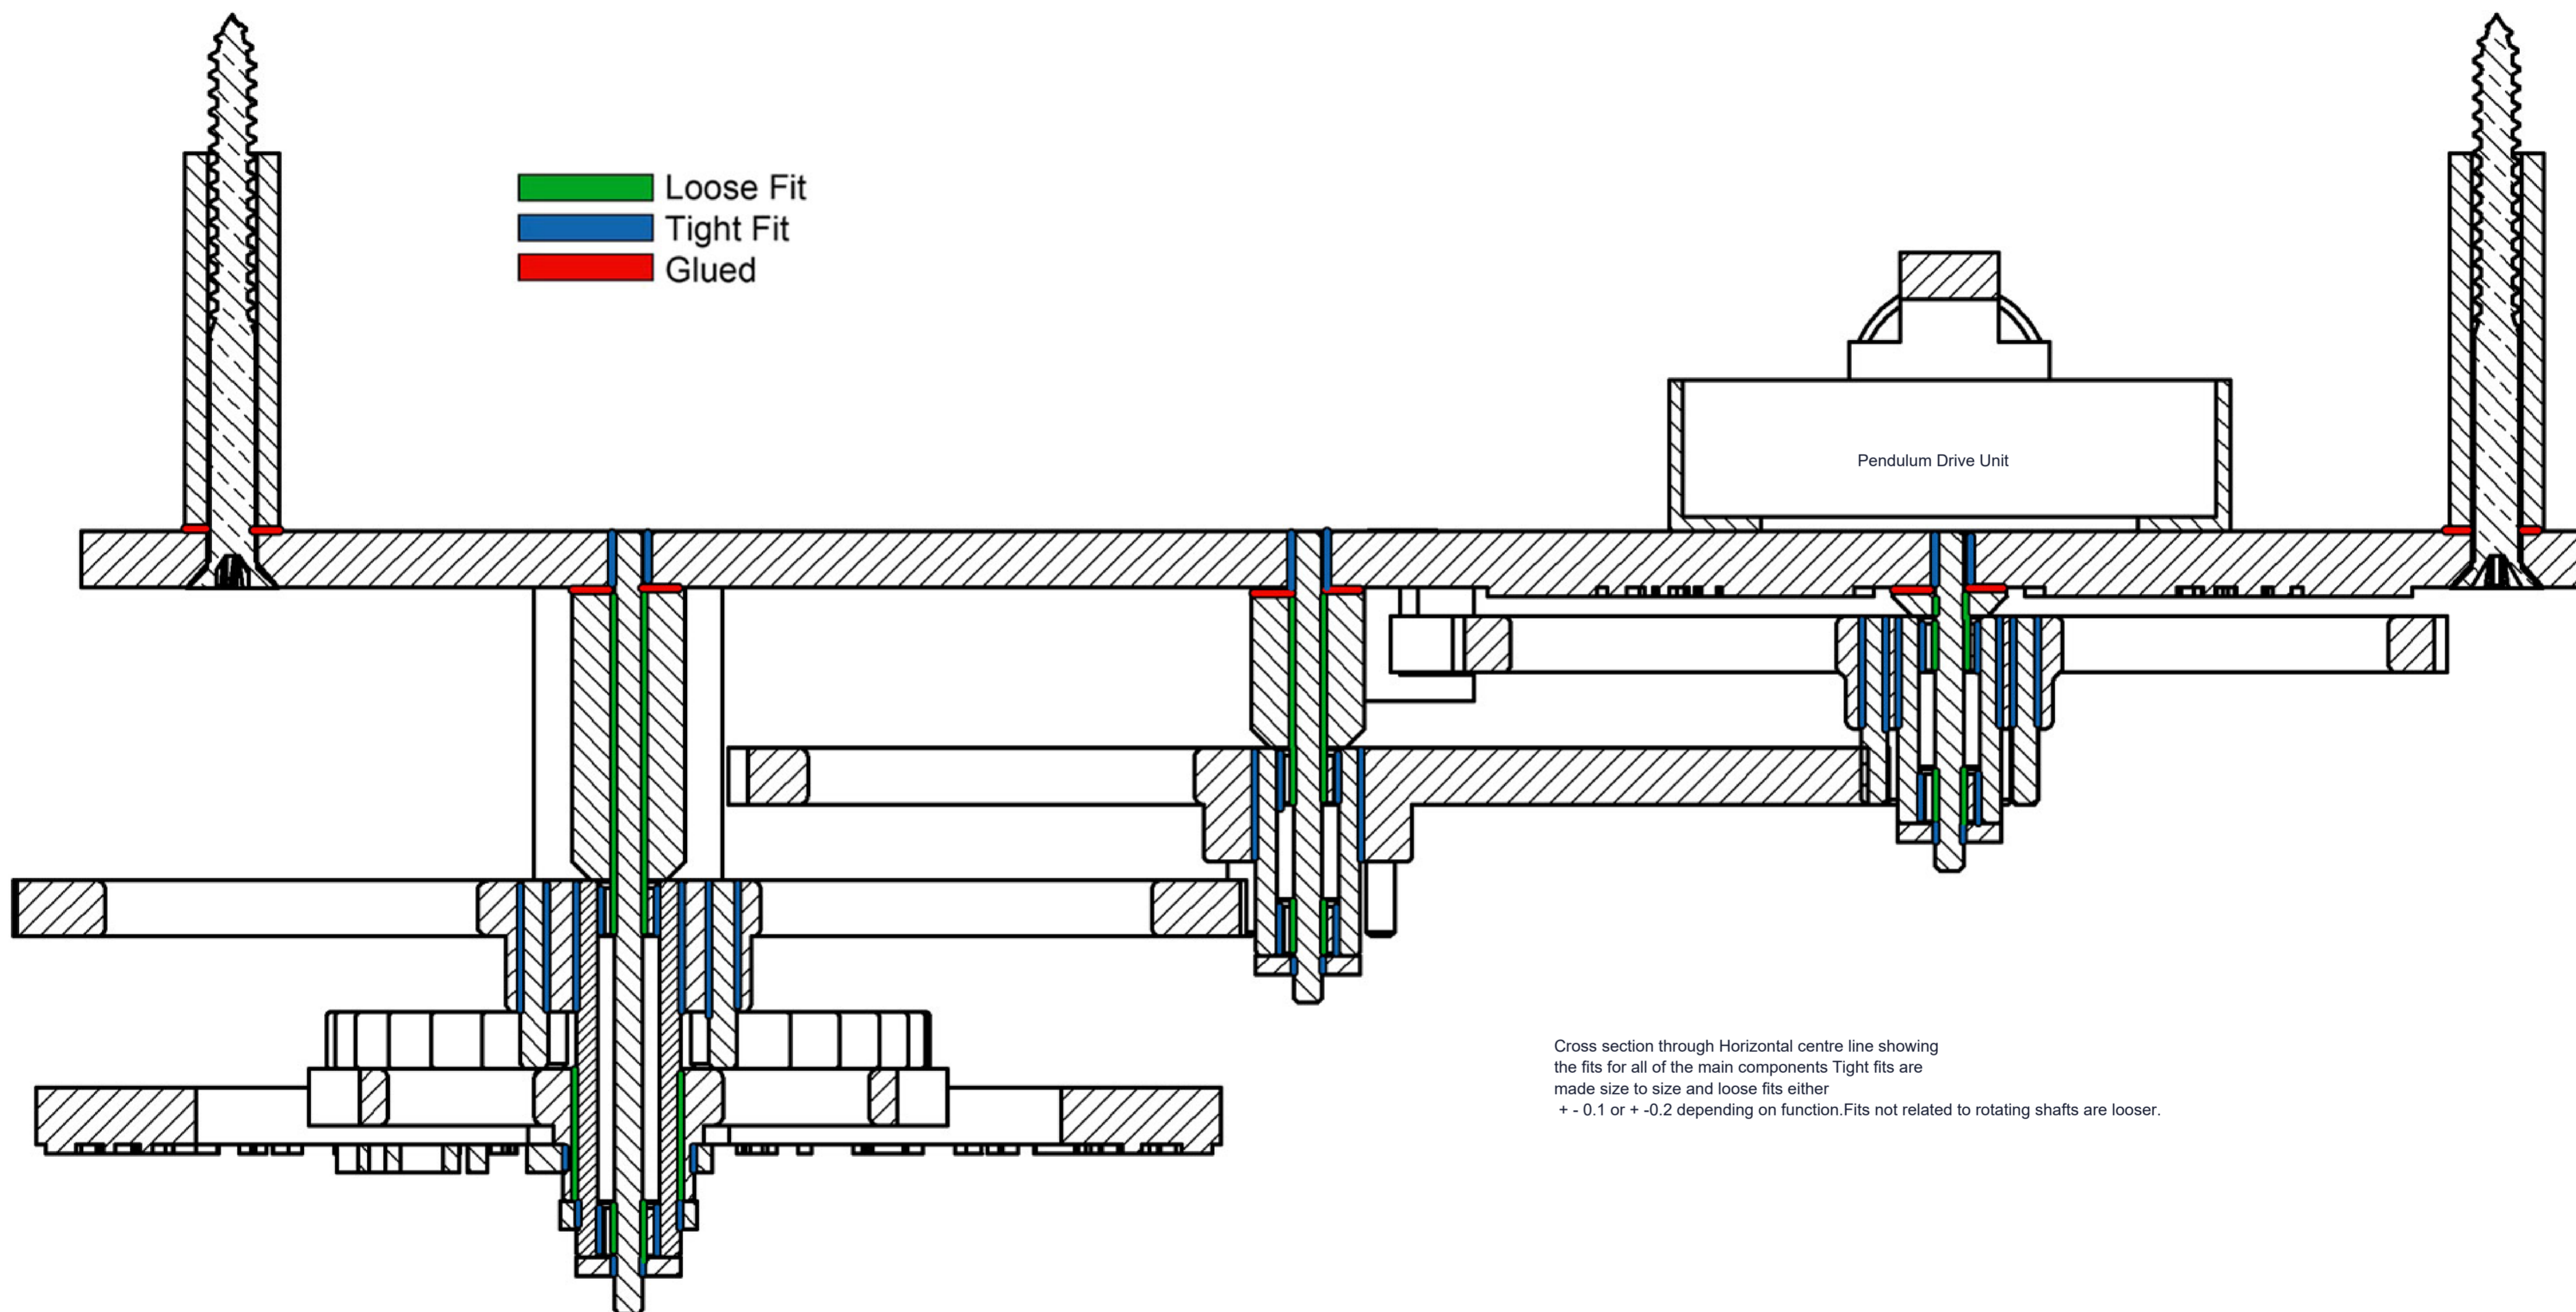 Loose Fit
Tight Fit
Glued
Pendulum Drive Unit
Cross section through Horizontal centre line showing
the fits for all of the main components Tight fits are
made size to size and loose fits either
+ - 0.1 or + -0.2 depending on function.Fits not related to rotating shafts are looser.